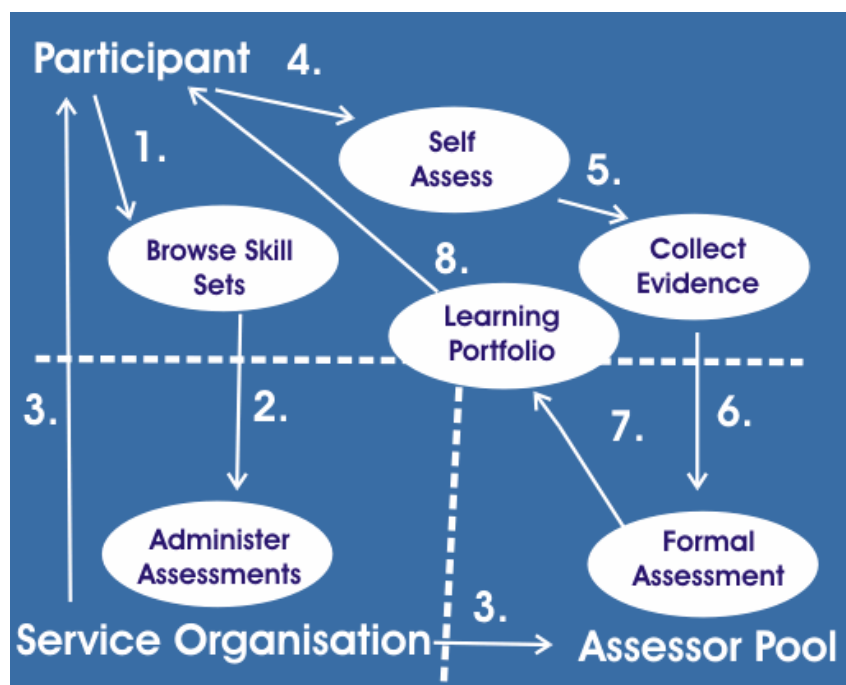 Participant
4.
1.
Self
Assess
5.
Browse Skill
Sets
8.
Collect
Evidence
Learning
Portfolio
3.
2.
7.
6.
Administer
Assessments
Formal
Assessment
3.
Service Organisation
Assessor Pool